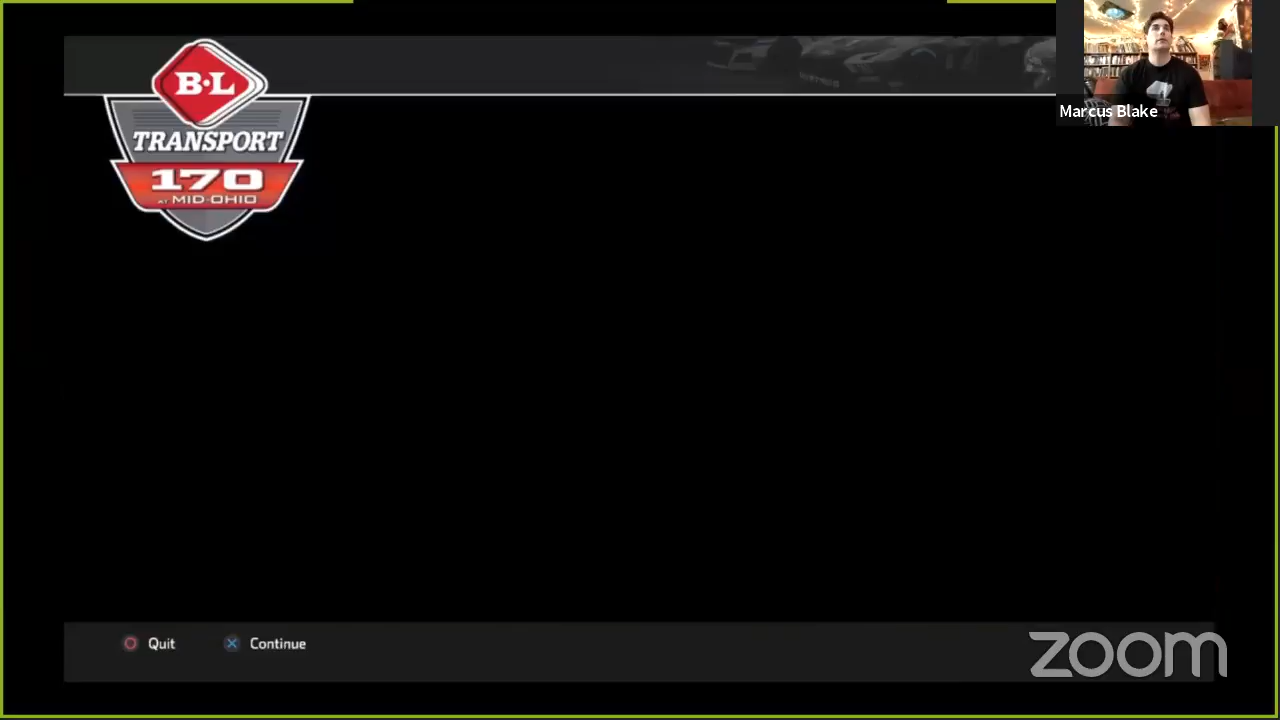 B·L
TRANSPORT
170
AT MID-OHIO
Marcus Blake
Quit
Continue
zoom